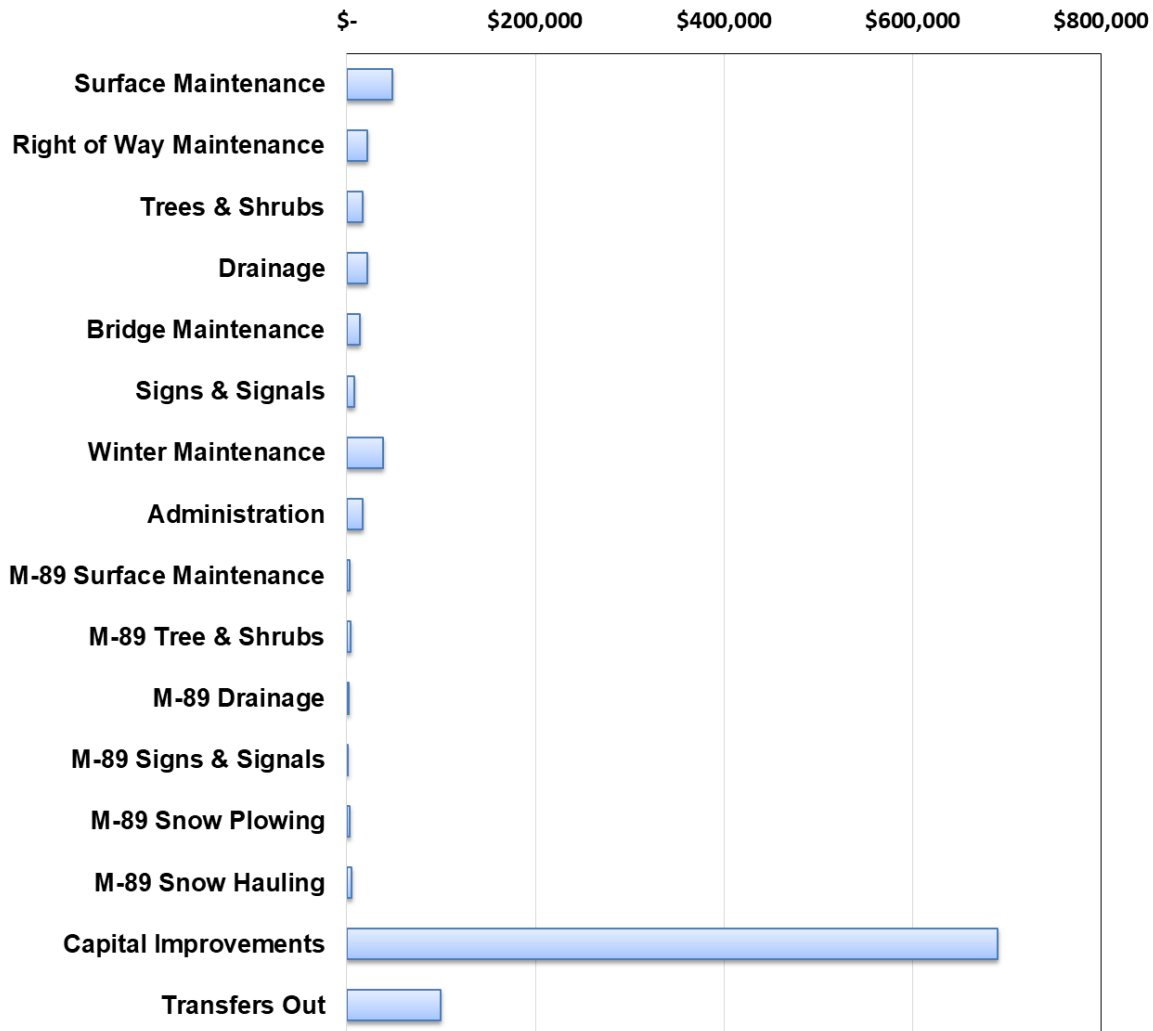 $- $200,000 $400,000 $600,000 $800,000
Surface Maintenance
Right of Way Maintenance
Trees & Shrubs
Drainage
Bridge Maintenance
Signs & Signals
Winter Maintenance
Administration
M-89 Surface Maintenance
M-89 Tree & Shrubs
M-89 Drainage
M-89 Signs & Signals
M-89 Snow Plowing
M-89 Snow Hauling
Capital Improvements
Transfers Out